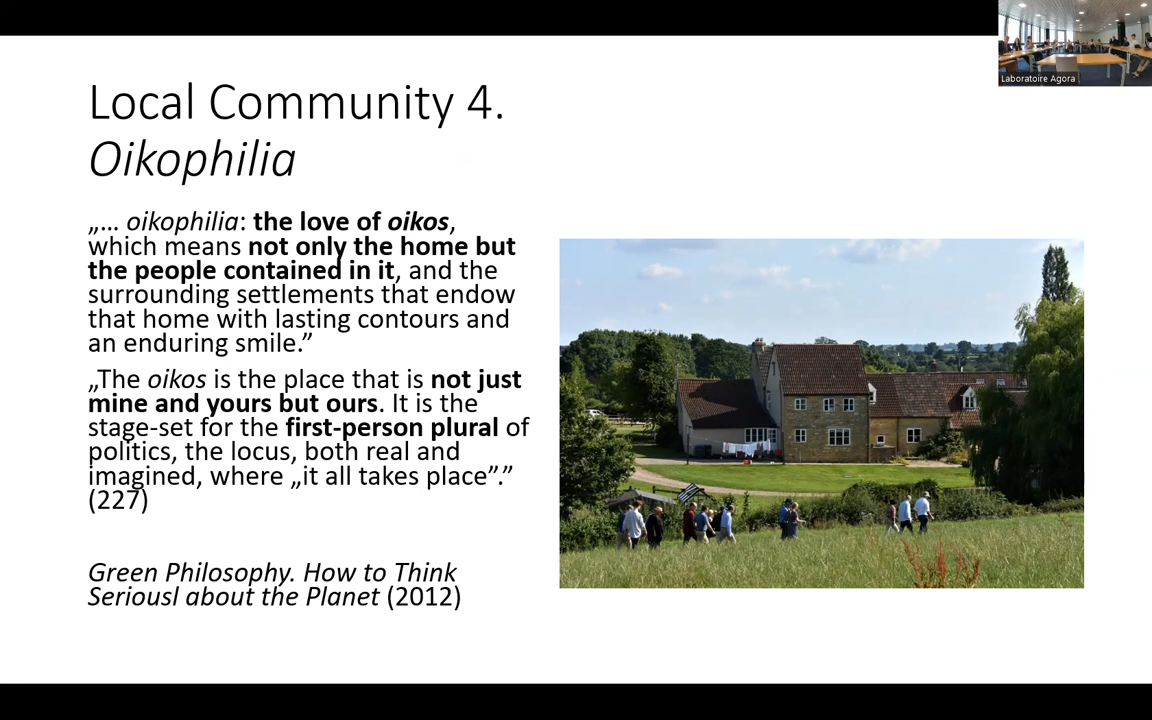 Laboratoire Agora
Local Community 4.
Oikophilia
„… oikophilia: the love of oikos,
which means not only the home but
the people contained in it, and the
surrounding settlements that endow
that home with lasting contours and
an enduring smile.”
„The oikos is the place that is not just
mine and yours but ours. It is the
stage-set for the first-person plural of
politics, the locus, both real and
imagined, where „it all takes place”.”
(227)
Green Philosophy. How to Think
Seriousl about the Planet (2012)